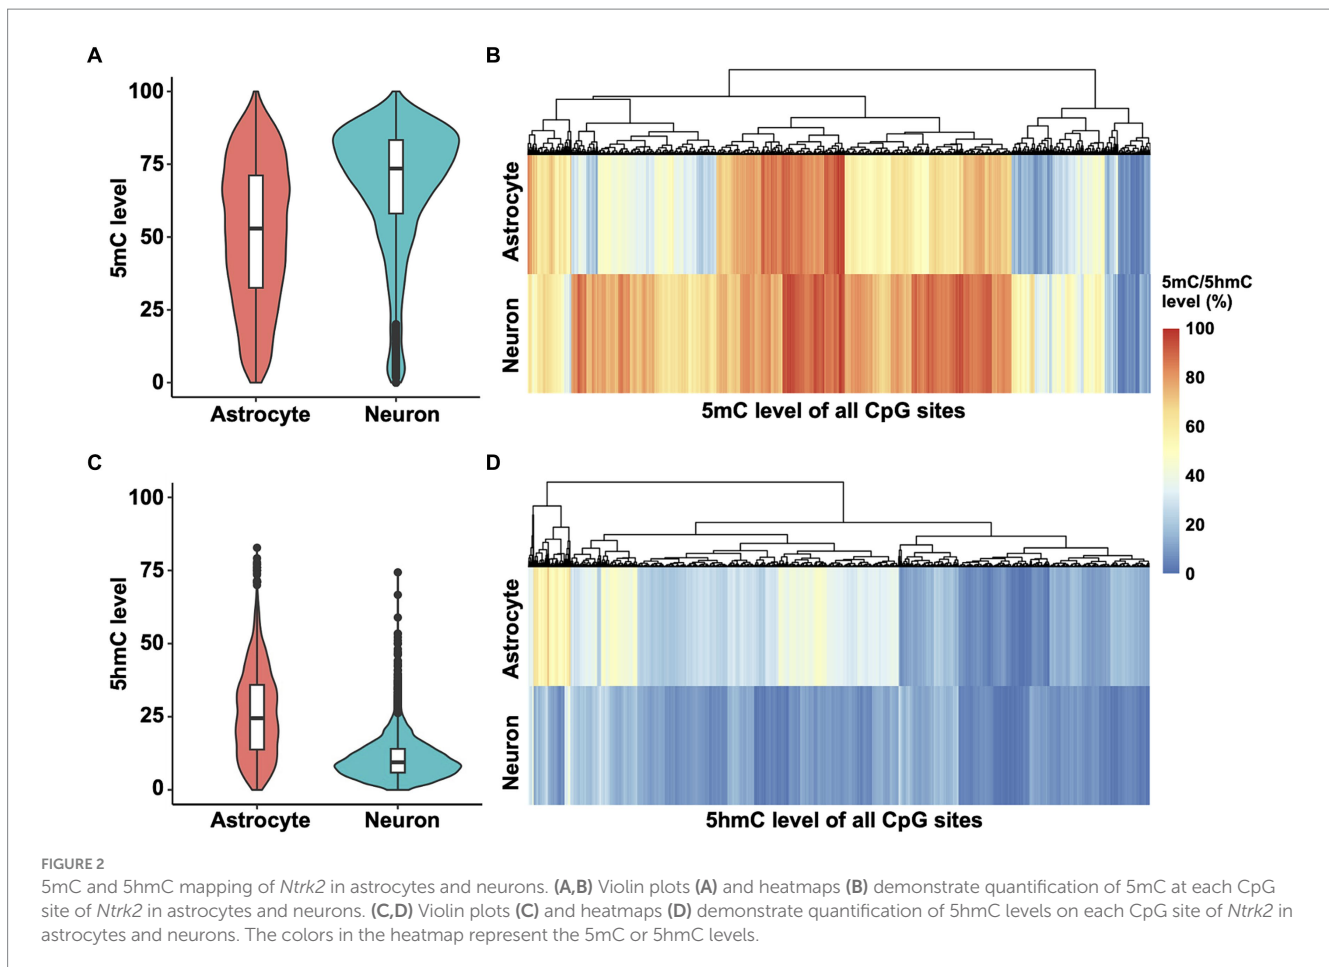 A
100
75
50
25
0
5mC level
Astrocyte
Neuron
B
Astrocyte
Neuron
5mC level of all CpG sites
5mC/5hmC
level (%)
100
80
60
40
20
0
C
100
75
50
25
0
5hmC level
Astrocyte
Neuron
D
Astrocyte
Neuron
5hmC level of all CpG sites
FIGURE 2
5mC and 5hmC mapping of Ntrk2 in astrocytes and neurons. (A,B) Violin plots (A) and heatmaps (B) demonstrate quantification of 5mC at each CpG
site of Ntrk2 in astrocytes and neurons. (C,D) Violin plots (C) and heatmaps (D) demonstrate quantification of 5hmC levels on each CpG site of Ntrk2 in
astrocytes and neurons. The colors in the heatmap represent the 5mC or 5hmC levels.